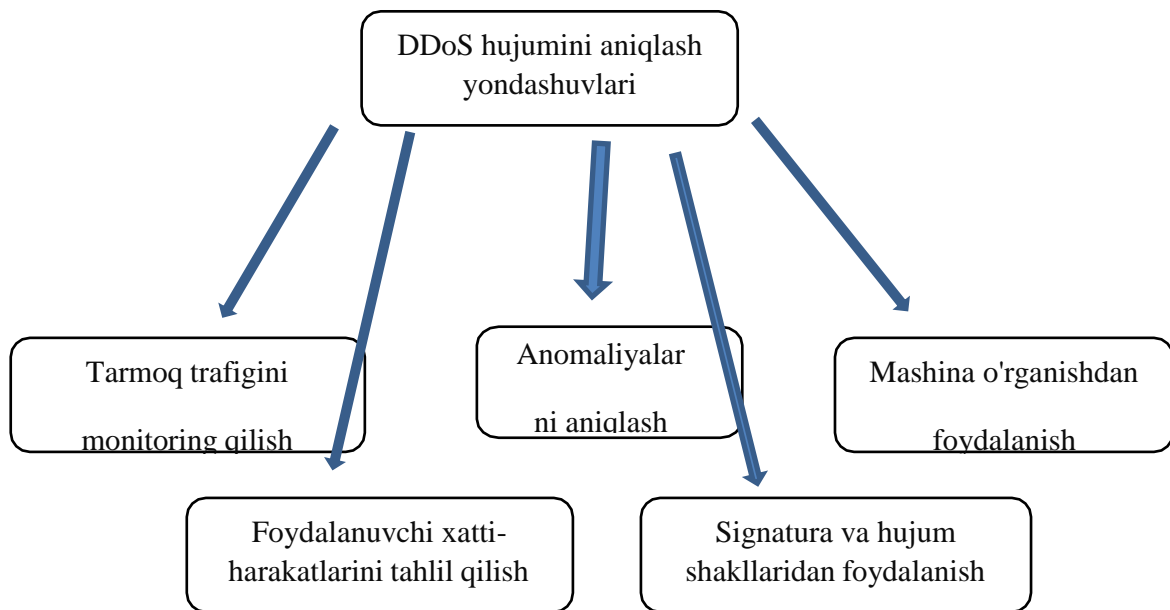 DDoS hujumini aniqlash
yondashuvlari
Tarmoq trafigini
monitoring qilish
Anomaliyalar
ni aniqlash
Mashina o'rganishdan
foydalanish
Foydalanuvchi xatti-
harakatlarini tahlil qilish
Signatura va hujum
shakllaridan foydalanish